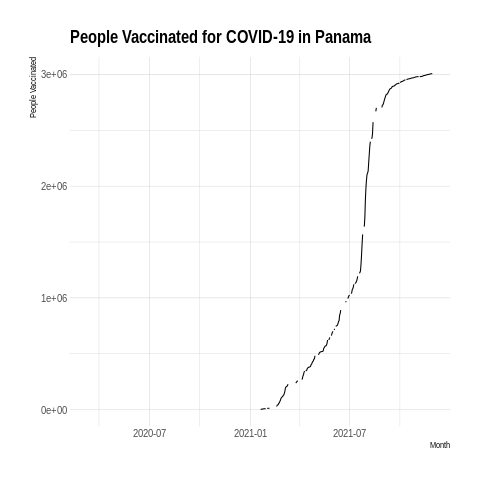 People Vaccinated for COVID-19 in Panama
People Vaccinated
3e+06
2e+06
1e+06
0e+00
2020-07
2021-01
2021-07
Month